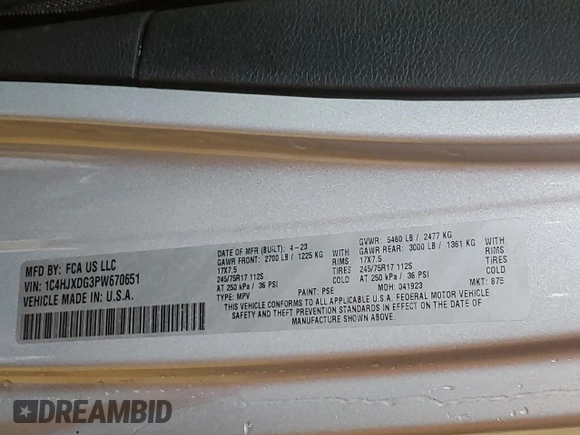 MFD BY: FCA US LLC
VIN: 1C4HJXDG3PW670651
VEHICLE MADE IN U.S.A.
DATE OF MFR (BUILT): 4-23
GAWR FRONT: 2700 LB / 1225 KG WITH
17X7.5 RIMS
245/75R17 112S TIRES
AT 250 kPa / 36 PSI COLD
TYPE: MPV PAINT: PSE
GVWR: 5460 LB / 2477 KG
GAWR REAR: 3000 LB / 1361 KG WITH
17X7.5 RIMS
245/75R17 112S TIRES
AT 250 kPa / 36 PSI COLD
MDH: 041923 MKT: 875
THIS VEHICLE CONFORMS TO ALL APPLICABLE U.S.A. FEDERAL MOTOR VEHICLE
SAFETY AND THEFT PREVENTION STANDARDS IN EFFECT ON THE DATE OF
MANUFACTURE SHOWN ABOVE.
DREAMBID